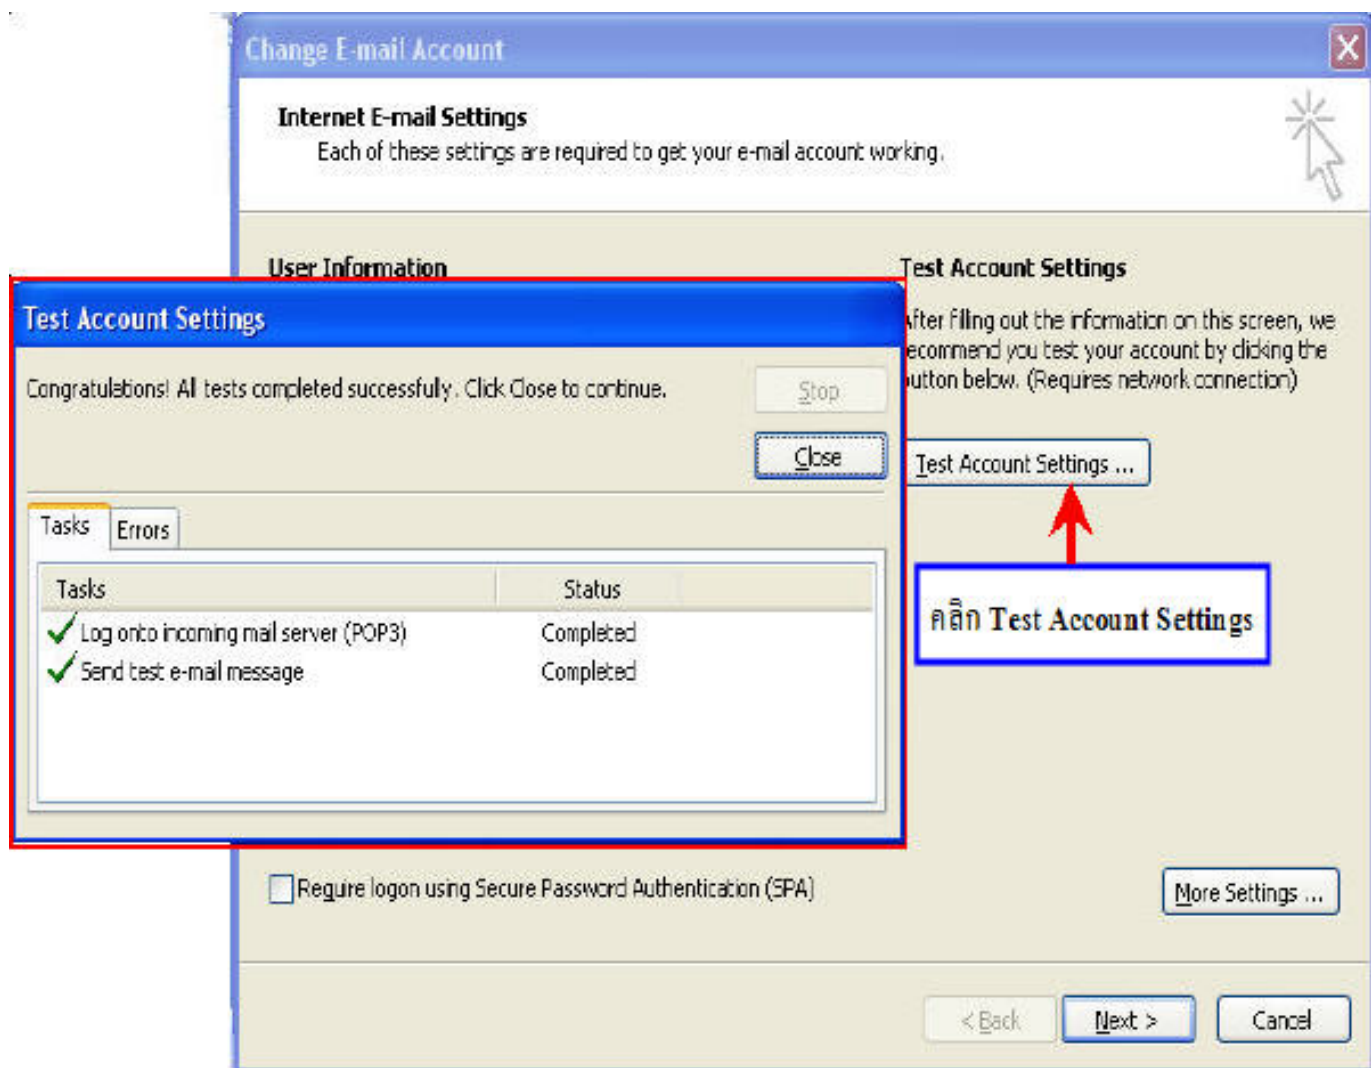 Change E-mail Account
Internet E-mail Settings
Each of these settings are required to get your e-mail account working.
User Information
Test Account Settings
After filling out the information on this screen, we
recommend you test your account by clicking the
button below. (Requires network connection)
Test Account Settings ...
คลิก Test Account Settings
Test Account Settings
Congratulations! All tests completed successfully. Click Close to continue.
Stop
Close
Tasks Errors
Tasks Status
Log onto incoming mail server (POP3) Completed
Send test e-mail message Completed
Require logon using Secure Password Authentication (SPA)
More Settings ...
< Back Next > Cancel